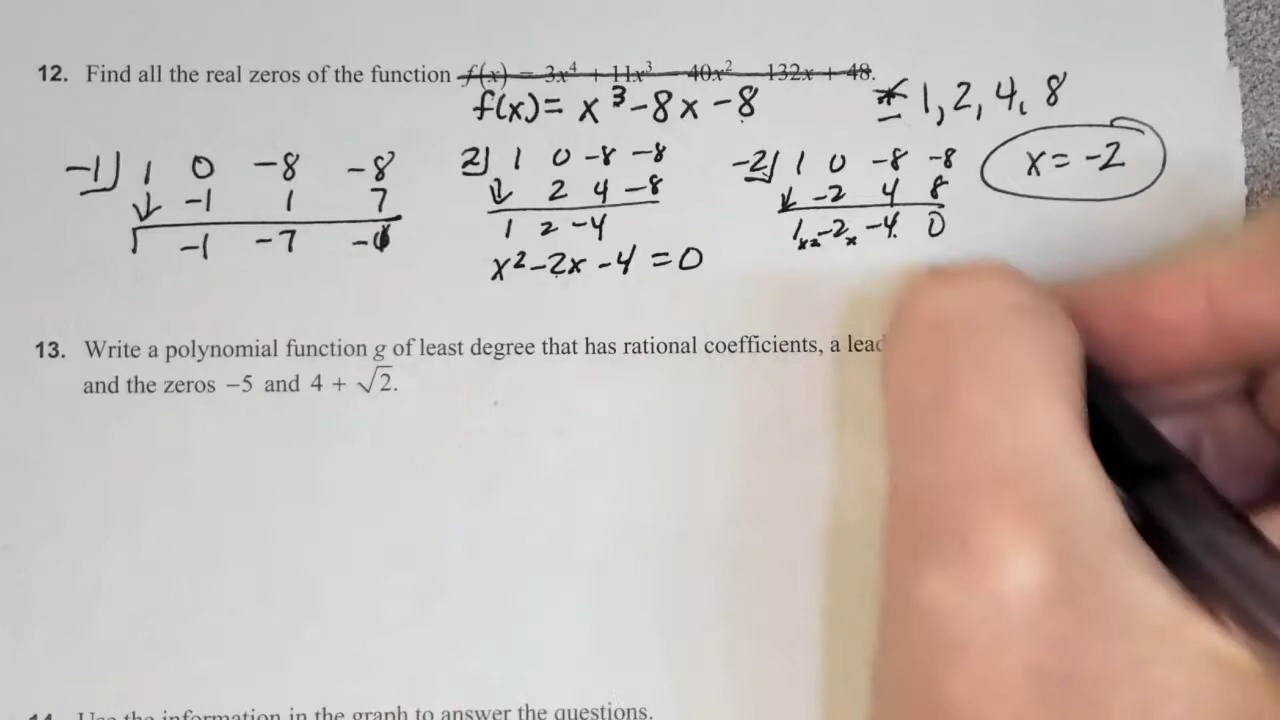 12. Find all the real zeros of the function f(x) = 3x⁴ + 11x³ − 40x² − 132x + 48.
f(x) = x³ − 8x − 8
± 1, 2, 4, 8
-1⌋ 1 0 -8 -8
↓ -1 1 7
-1 -7
2⌋ 1 0 -8 -8
↓ 2 4 -8
1 2 -4
x² − 2x − 4 = 0
-2⌋ 1 0 -8 -8
↓ -2 4 8
1 -2 -4 0
x² x
x = -2
13. Write a polynomial function g of least degree that has rational coefficients, a
and the zeros −5 and 4 + √2.
Use the information in the graph to answer the questions.